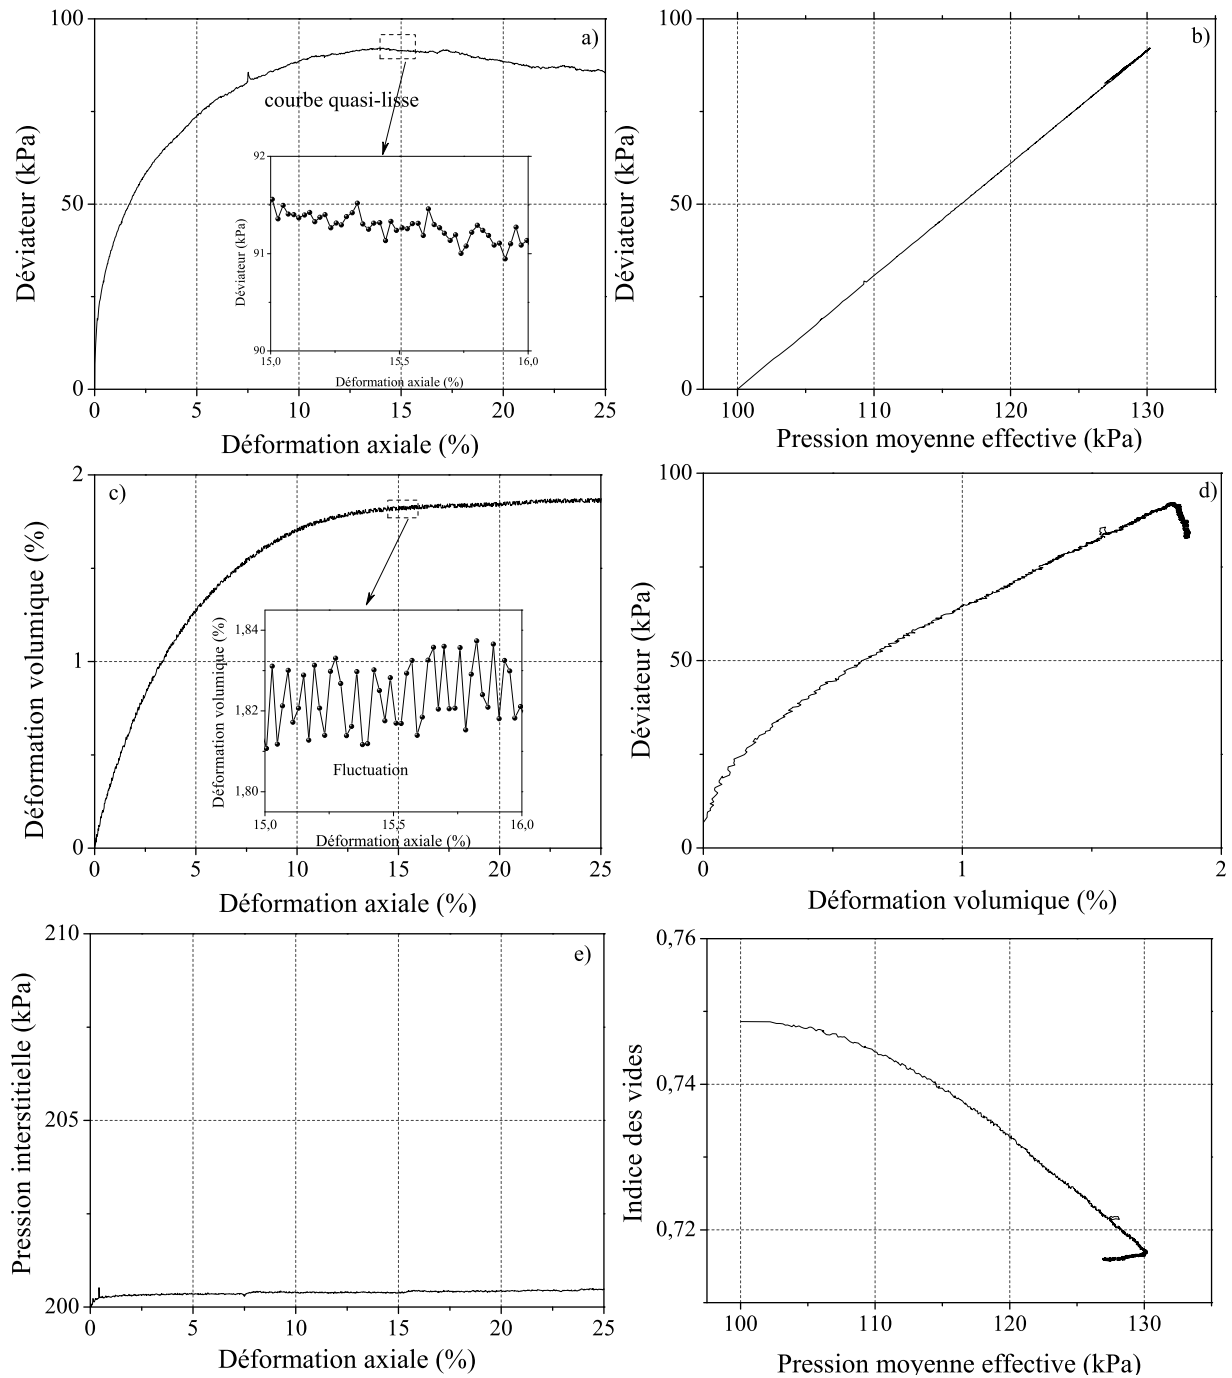 100
a)
courbe quasi-lisse
50
0
Déviateur (kPa)
92
91
90
Déviateur (kPa)
15,0
15,5
16,0
Déformation axiale (%)
0
5
10
15
20
25
Déformation axiale (%)
100
b)
50
0
Déviateur (kPa)
100
110
120
130
Pression moyenne effective (kPa)
2
c)
1
0
Déformation volumique (%)
1,84
1,82
1,80
Déformation volumique (%)
Fluctuation
15,0
15,5
16,0
Déformation axiale (%)
0
5
10
15
20
25
Déformation axiale (%)
100
d)
50
0
Déviateur (kPa)
0
1
2
Déformation volumique (%)
210
e)
205
200
Pression interstitielle (kPa)
0
5
10
15
20
25
Déformation axiale (%)
0,76
0,74
0,72
Indice des vides
100
110
120
130
Pression moyenne effective (kPa)